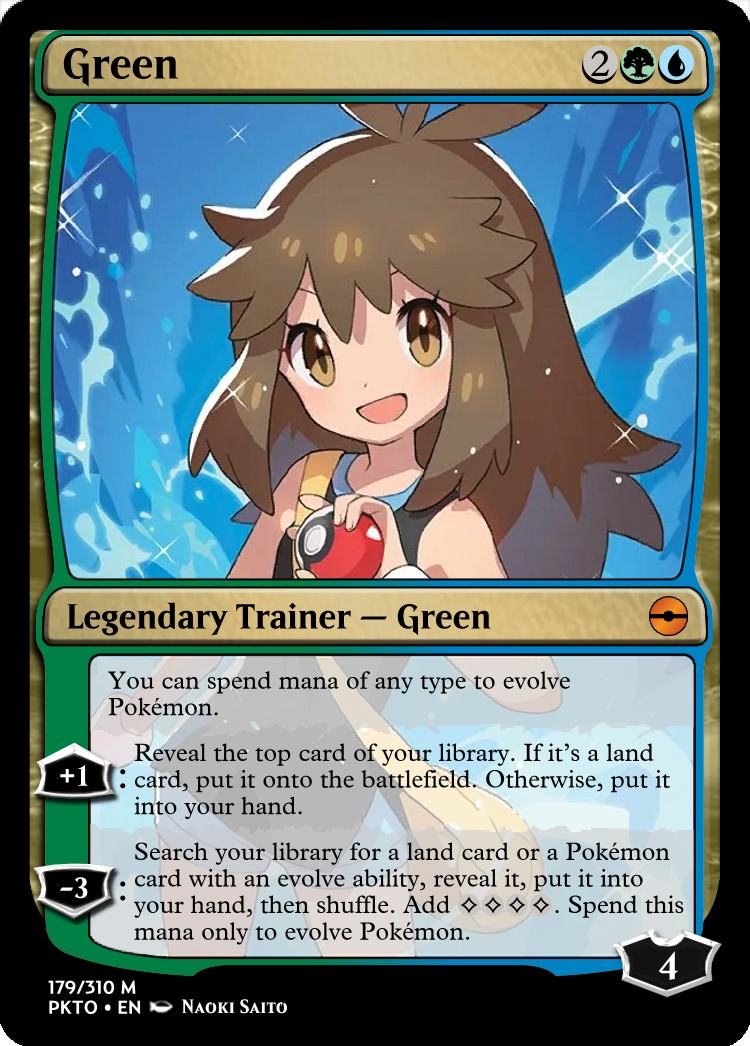 Green 2
Legendary Trainer — Green
You can spend mana of any type to evolve
Pokémon.
+1 : Reveal the top card of your library. If it's a land
card, put it onto the battlefield. Otherwise, put it
into your hand.
-3 : Search your library for a land card or a Pokémon
card with an evolve ability, reveal it, put it into
your hand, then shuffle. Add ✧✧✧✧. Spend this
mana only to evolve Pokémon.
4
179/310 M
PKTO • EN Naoki Saito